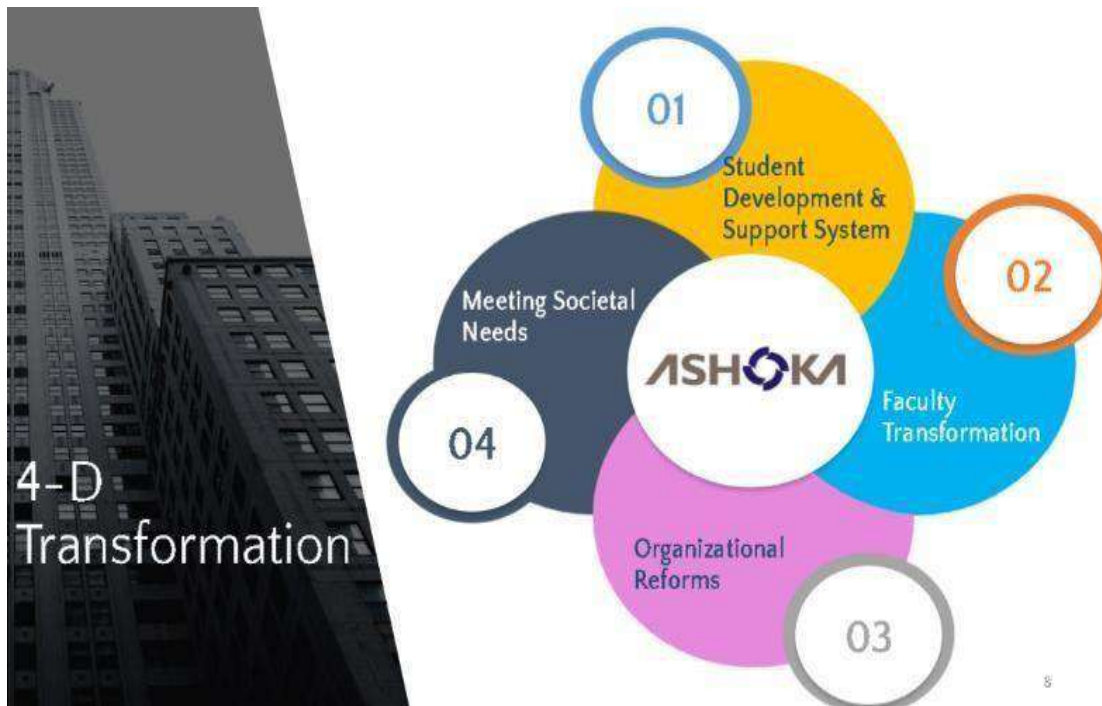 4-D
Transformation
01
Student
Development &
Support System
02
Faculty
Transformation
03
Organizational
Reforms
04
Meeting Societal
Needs
ASHOKA
8